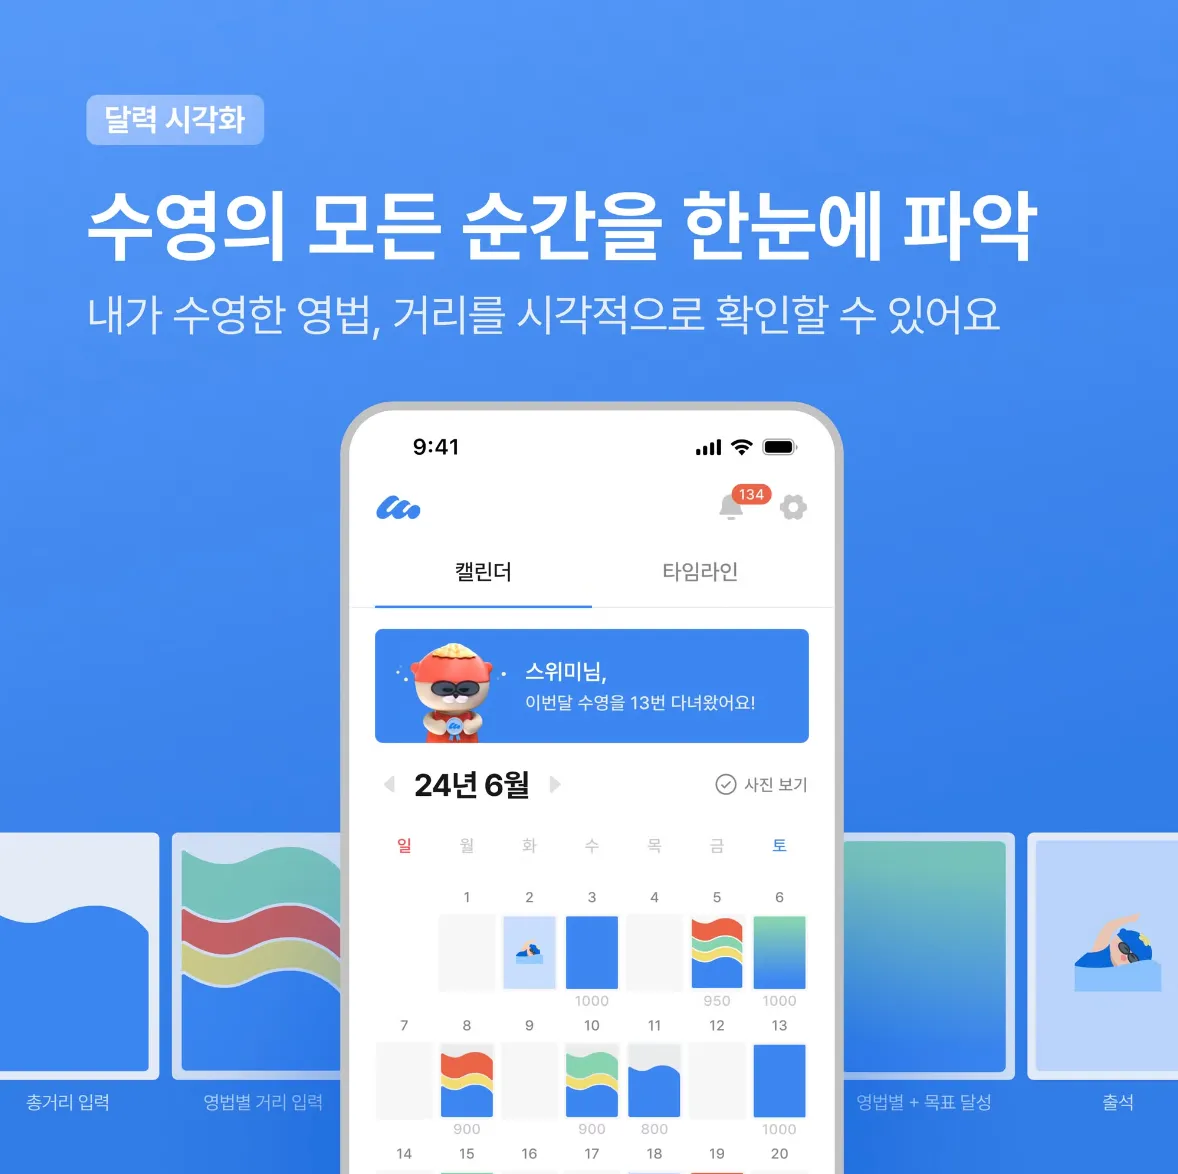 달력 시각화
수영의 모든 순간을 한눈에 파악
내가 수영한 영법, 거리를 시각적으로 확인할 수 있어요
9:41
134
캘린더 타임라인
스위미님,
이번달 수영을 13번 다녀왔어요!
24년 6월 사진 보기
일 월 화 수 목 금 토
1 2 3 4 5 6
1000 950 1000
7 8 9 10 11 12 13
900 900 800 1000
14 15 16 17 18 19 20
총거리 입력 영법별 거리 입력 영법별 + 목표 달성 출석